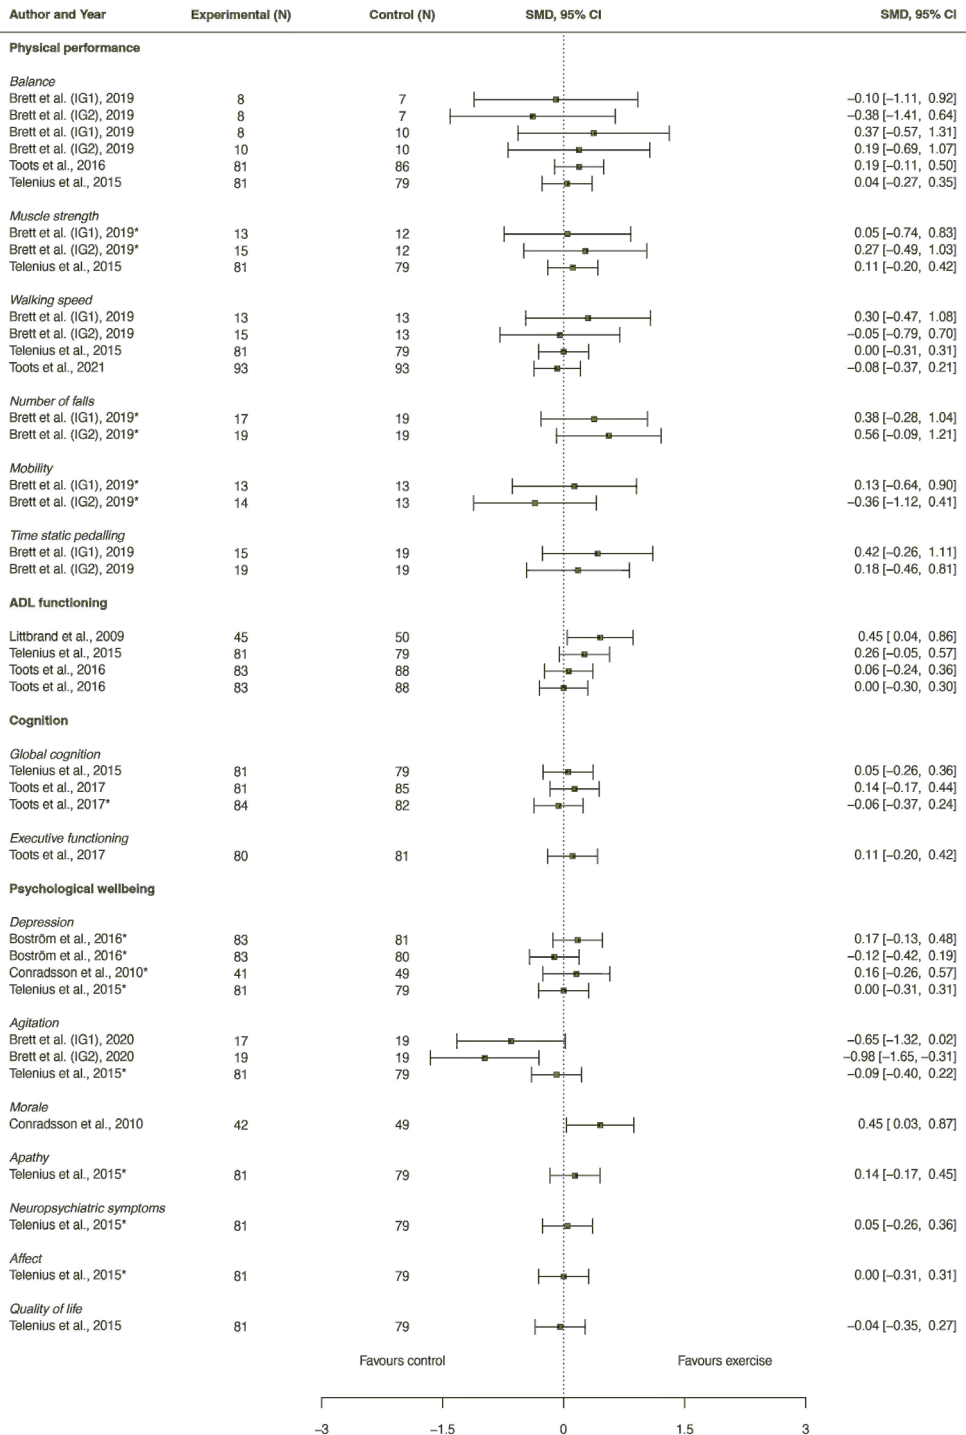 Author and Year Experimental (N) Control (N) SMD, 95% CI SMD, 95% CI
Physical performance
Balance
Brett et al. (IG1), 2019 8 7 −0.10 [−1.11, 0.92]
Brett et al. (IG2), 2019 8 7 −0.38 [−1.41, 0.64]
Brett et al. (IG1), 2019 8 10 0.37 [−0.57, 1.31]
Brett et al. (IG2), 2019 10 10 0.19 [−0.69, 1.07]
Toots et al., 2016 81 86 0.19 [−0.11, 0.50]
Telenius et al., 2015 81 79 0.04 [−0.27, 0.35]
Muscle strength
Brett et al. (IG1), 2019* 13 12 0.05 [−0.74, 0.83]
Brett et al. (IG2), 2019* 15 12 0.27 [−0.49, 1.03]
Telenius et al., 2015 81 79 0.11 [−0.20, 0.42]
Walking speed
Brett et al. (IG1), 2019 13 13 0.30 [−0.47, 1.08]
Brett et al. (IG2), 2019 15 13 −0.05 [−0.79, 0.70]
Telenius et al., 2015 81 79 0.00 [−0.31, 0.31]
Toots et al., 2021 93 93 −0.08 [−0.37, 0.21]
Number of falls
Brett et al. (IG1), 2019* 17 19 0.38 [−0.28, 1.04]
Brett et al. (IG2), 2019* 19 19 0.56 [−0.09, 1.21]
Mobility
Brett et al. (IG1), 2019* 13 13 0.13 [−0.64, 0.90]
Brett et al. (IG2), 2019* 14 13 −0.36 [−1.12, 0.41]
Time static pedalling
Brett et al. (IG1), 2019 15 19 0.42 [−0.26, 1.11]
Brett et al. (IG2), 2019 19 19 0.18 [−0.46, 0.81]
ADL functioning
Littbrand et al., 2009 45 50 0.45 [ 0.04, 0.86]
Telenius et al., 2015 81 79 0.26 [−0.05, 0.57]
Toots et al., 2016 83 88 0.06 [−0.24, 0.36]
Toots et al., 2016 83 88 0.00 [−0.30, 0.30]
Cognition
Global cognition
Telenius et al., 2015 81 79 0.05 [−0.26, 0.36]
Toots et al., 2017 81 85 0.14 [−0.17, 0.44]
Toots et al., 2017* 84 82 −0.06 [−0.37, 0.24]
Executive functioning
Toots et al., 2017 80 81 0.11 [−0.20, 0.42]
Psychological wellbeing
Depression
Boström et al., 2016* 83 81 0.17 [−0.13, 0.48]
Boström et al., 2016* 83 80 −0.12 [−0.42, 0.19]
Conradsson et al., 2010* 41 49 0.16 [−0.26, 0.57]
Telenius et al., 2015* 81 79 0.00 [−0.31, 0.31]
Agitation
Brett et al. (IG1), 2020 17 19 −0.65 [−1.32, 0.02]
Brett et al. (IG2), 2020 19 19 −0.98 [−1.65, −0.31]
Telenius et al., 2015* 81 79 −0.09 [−0.40, 0.22]
Morale
Conradsson et al., 2010 42 49 0.45 [ 0.03, 0.87]
Apathy
Telenius et al., 2015* 81 79 0.14 [−0.17, 0.45]
Neuropsychiatric symptoms
Telenius et al., 2015* 81 79 0.05 [−0.26, 0.36]
Affect
Telenius et al., 2015* 81 79 0.00 [−0.31, 0.31]
Quality of life
Telenius et al., 2015 81 79 −0.04 [−0.35, 0.27]
Favours control Favours exercise
−3 −1.5 0 1.5 3